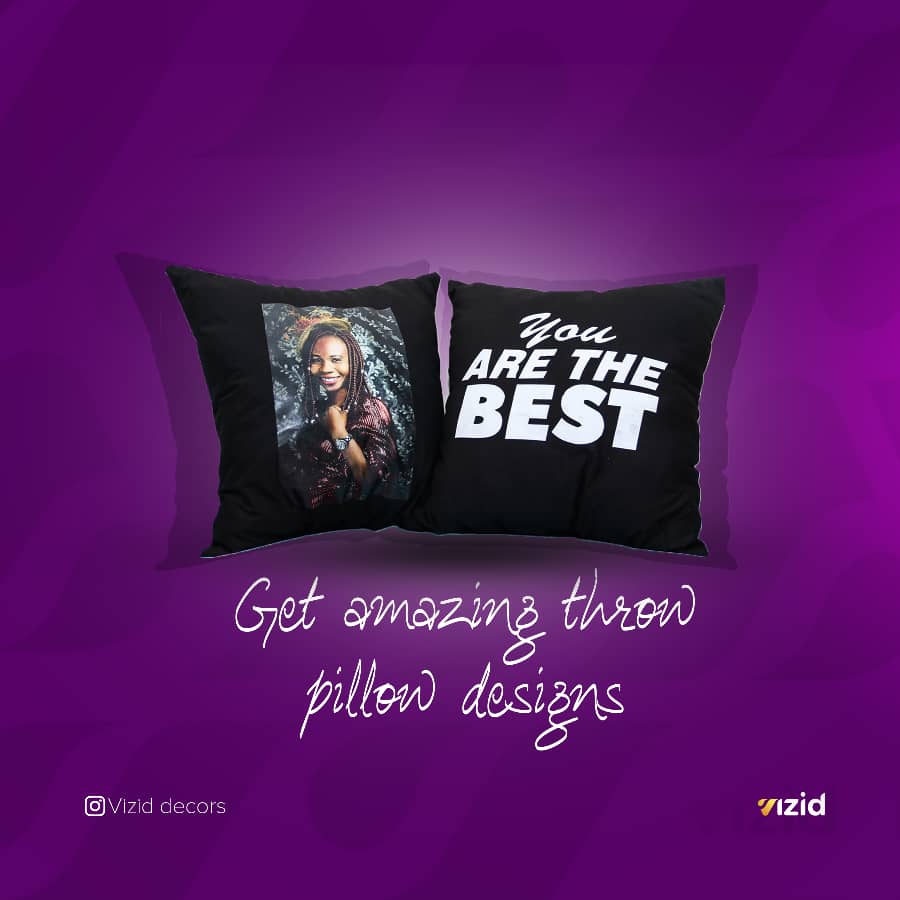 You
ARE THE
BEST
Get amazing throw
pillow designs
Vizid decors
vizid